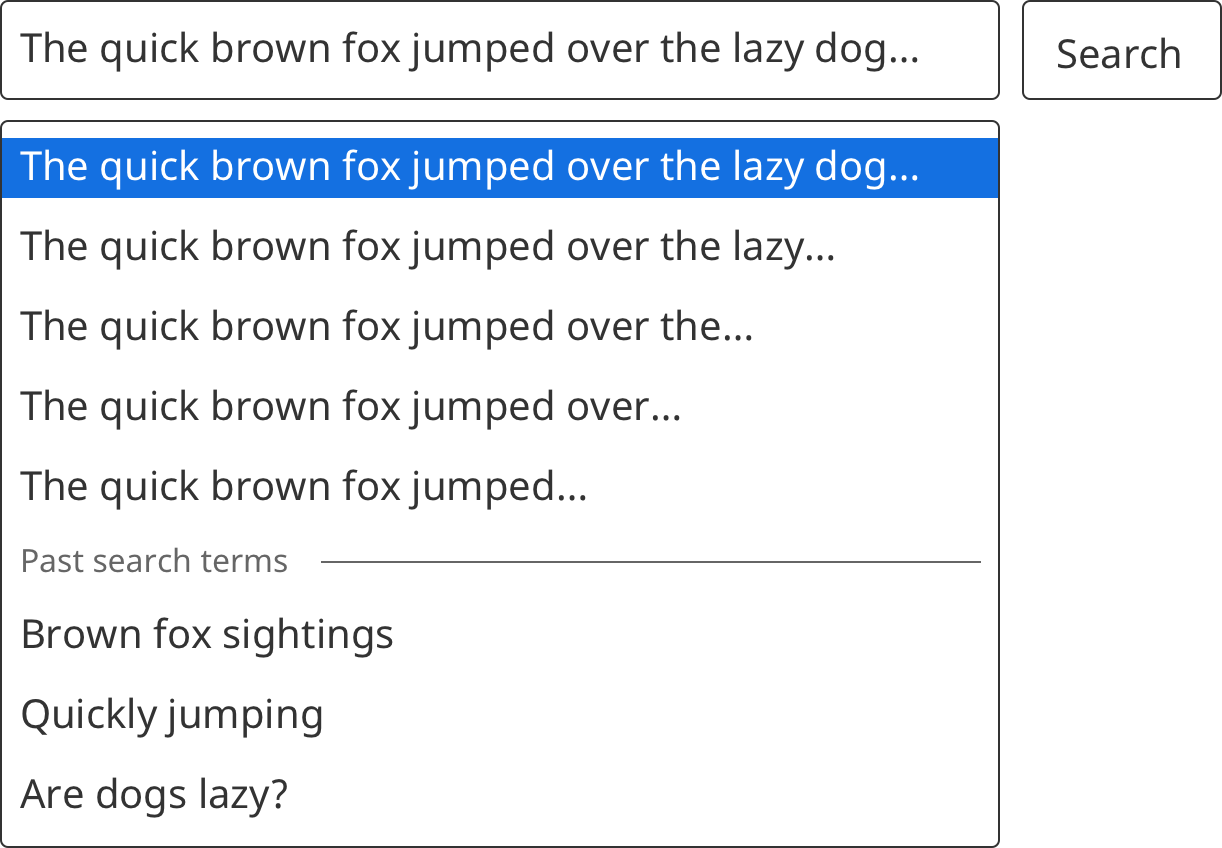 The quick brown fox jumped over the lazy dog...
Search
The quick brown fox jumped over the lazy dog...
The quick brown fox jumped over the lazy...
The quick brown fox jumped over the...
The quick brown fox jumped over...
The quick brown fox jumped...
Past search terms
Brown fox sightings
Quickly jumping
Are dogs lazy?